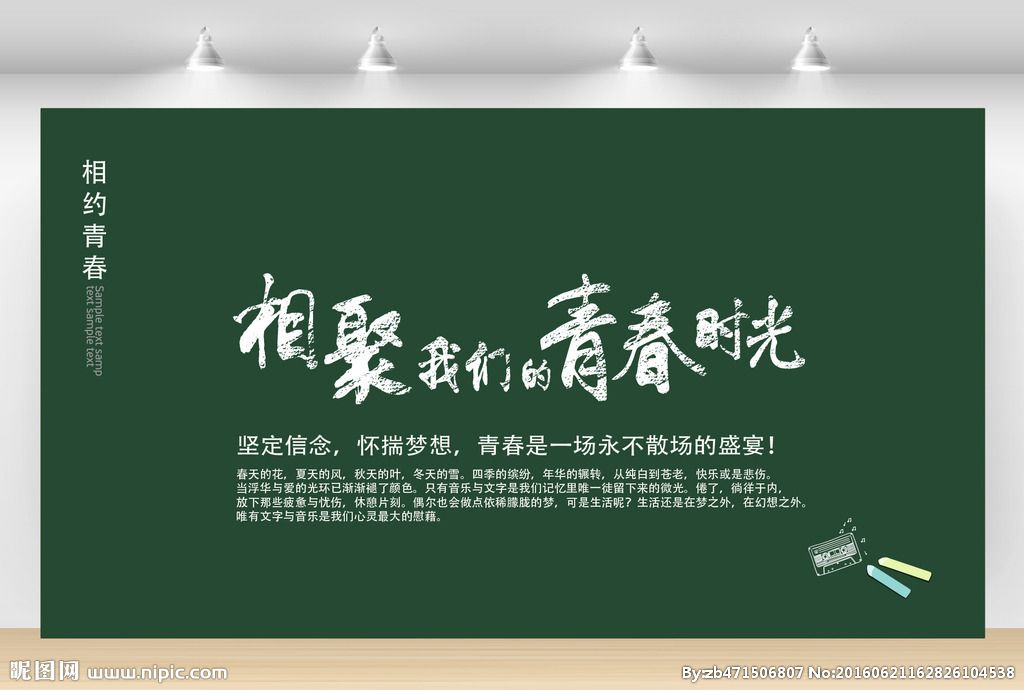 相约青春
Sample text samp
text sample text
相聚我们的青春时光
坚定信念，怀揣梦想，青春是一场永不散场的盛宴！
春天的花，夏天的风，秋天的叶，冬天的雪。四季的缤纷，年华的辗转，从纯白到苍老，快乐或是悲伤。
当浮华与爱的光环已渐渐褪了颜色。只有音乐与文字是我们记忆里唯一徒留下来的微光。倦了，徜徉于内，
放下那些疲惫与忧伤，休憩片刻。偶尔也会做点依稀朦胧的梦，可是生活呢？生活还是在梦之外，在幻想之外。
唯有文字与音乐是我们心灵最大的慰藉。
昵图网 www.nipic.com
By:zb471506807 No:20160621162826104538